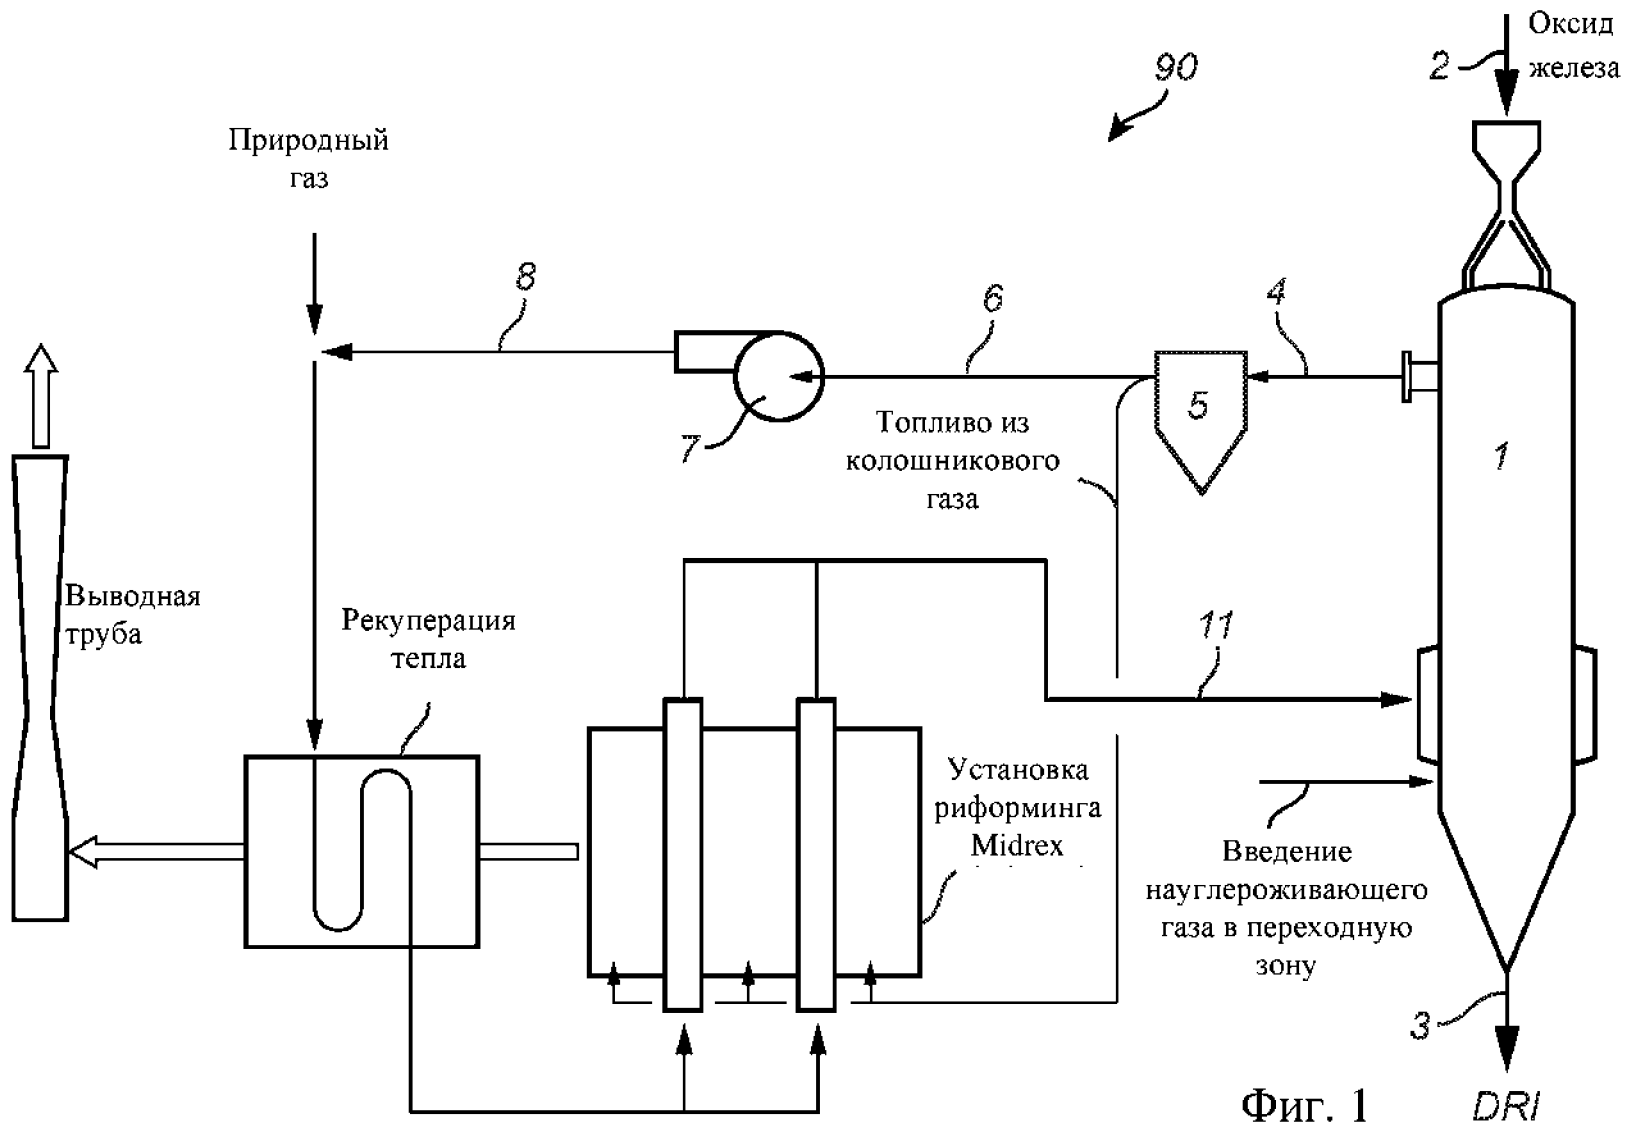 Оксид
железа
2
90
Природный
газ
8
6
4
5
7
Топливо из
колошникового
газа
1
Выводная
труба
Рекуперация
тепла
11
Установка
риформинга
Midrex
Введение
науглероживающего
газа в переходную
зону
3
Фиг. 1
DRI